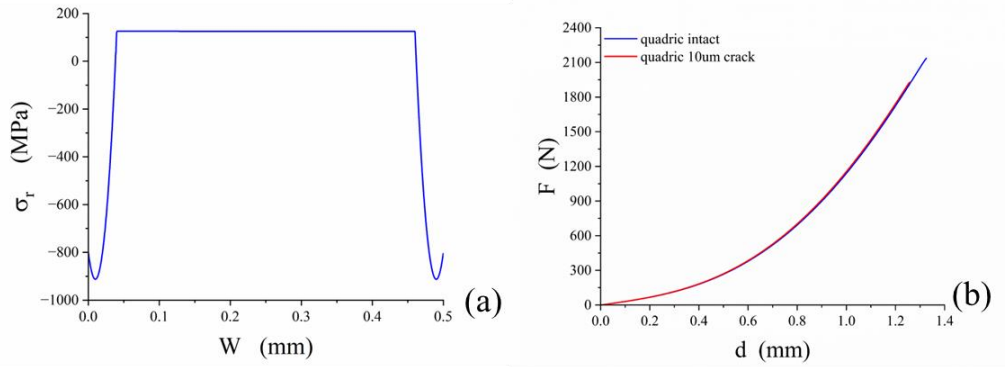 200
0
−200
−400
−600
−800
−1000
0.0 0.1 0.2 0.3 0.4 0.5
σr (MPa)
W (mm)
(a)
2400
2100
1800
1500
1200
900
600
300
0
0.0 0.2 0.4 0.6 0.8 1.0 1.2 1.4
F (N)
d (mm)
quadric intact
quadric 10um crack
(b)